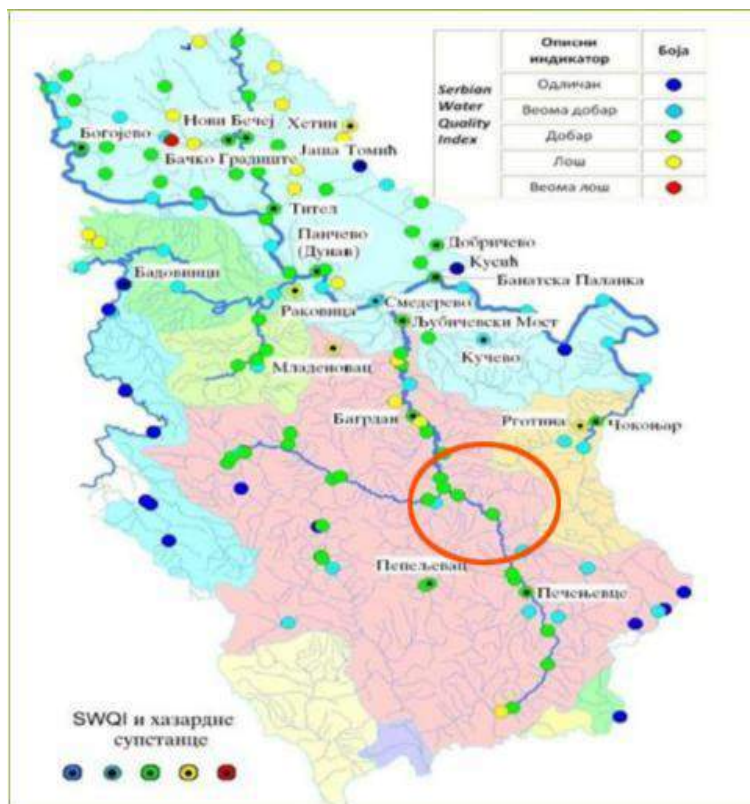 Serbian
Water
Quality
Index
Описни
индикатор
Боја
Одличан
Веома добар
Добар
Лош
Веома лош
Нови Бечеј
Хетин
Богојево
Јаша Томић
Бачко Градиште
Тител
Панчево
(Дунав)
Добричево
Кусић
Бадовинци
Банатска Паланка
Раковица
Смедерево
Љубичевски Мост
Кучево
Младеновац
Багрдан
Рготина
Чокоњар
Пепељевац
Печењевце
SWQI и хазардне
супстанце